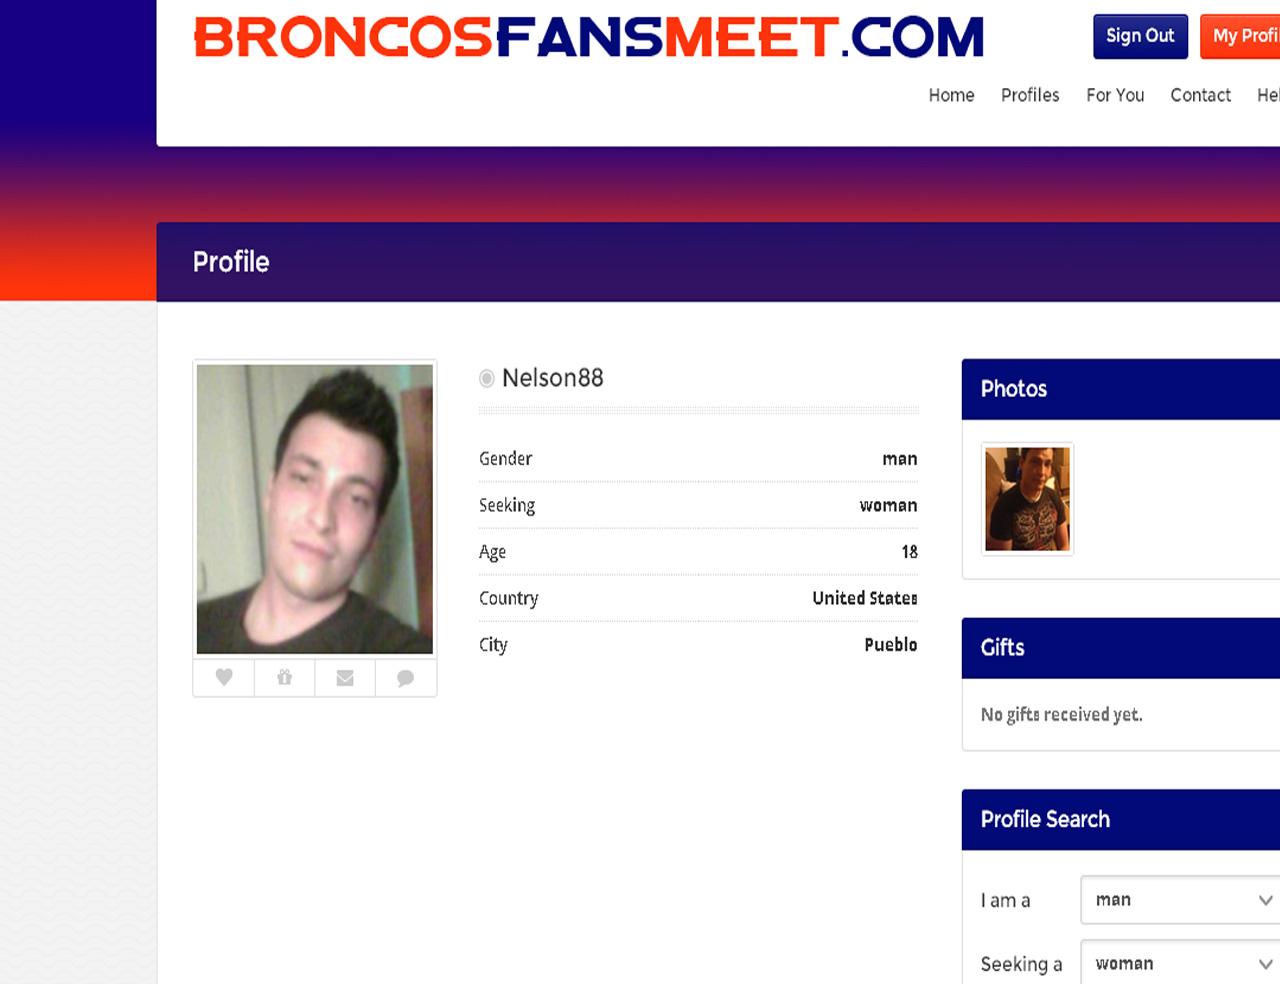 BRONCOSFANSMEET.COM
Sign Out
My Profi
Home Profiles For You Contact Hel
Profile
Nelson88
Gender man
Seeking woman
Age 18
Country United States
City Pueblo
Photos
Gifts
No gifts received yet.
Profile Search
I am a man
Seeking a woman